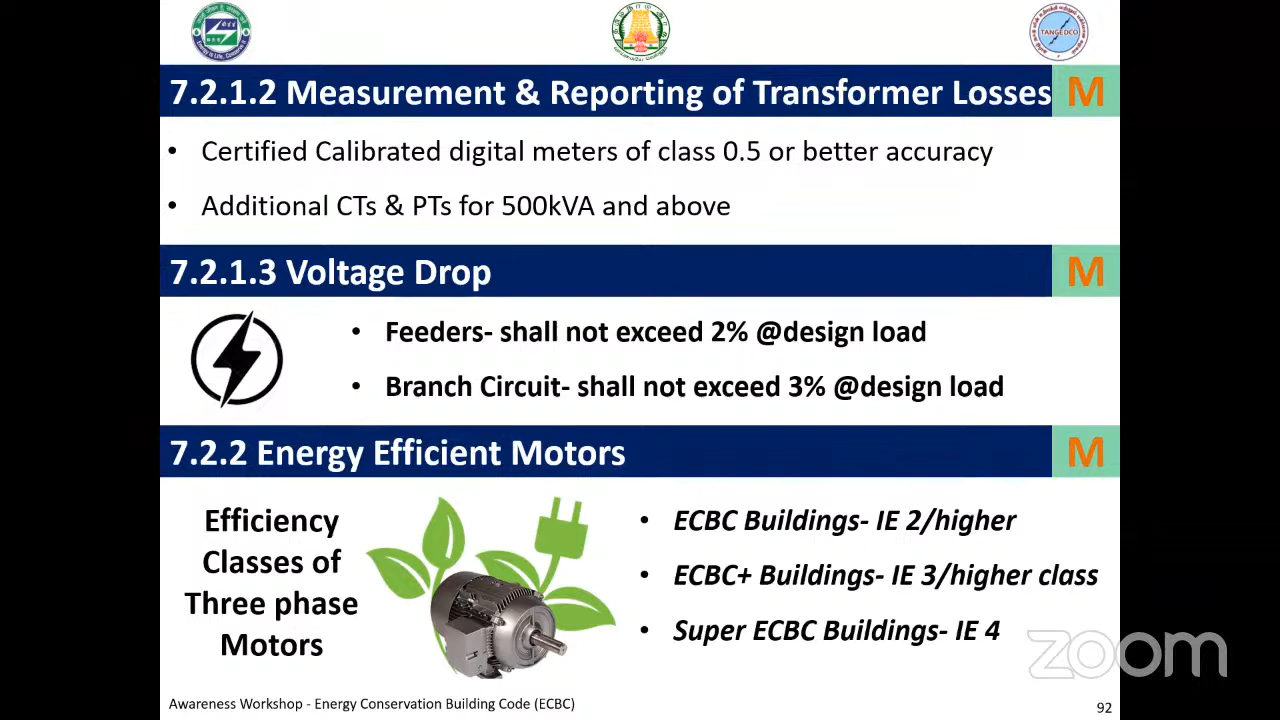 TANGEDCO
7.2.1.2 Measurement & Reporting of Transformer Losses M
• Certified Calibrated digital meters of class 0.5 or better accuracy
• Additional CTs & PTs for 500kVA and above
7.2.1.3 Voltage Drop M
• Feeders- shall not exceed 2% @design load
• Branch Circuit- shall not exceed 3% @design load
7.2.2 Energy Efficient Motors M
Efficiency
Classes of
Three phase
Motors
• ECBC Buildings- IE 2/higher
• ECBC+ Buildings- IE 3/higher class
• Super ECBC Buildings- IE 4
zoom
Awareness Workshop - Energy Conservation Building Code (ECBC)
92